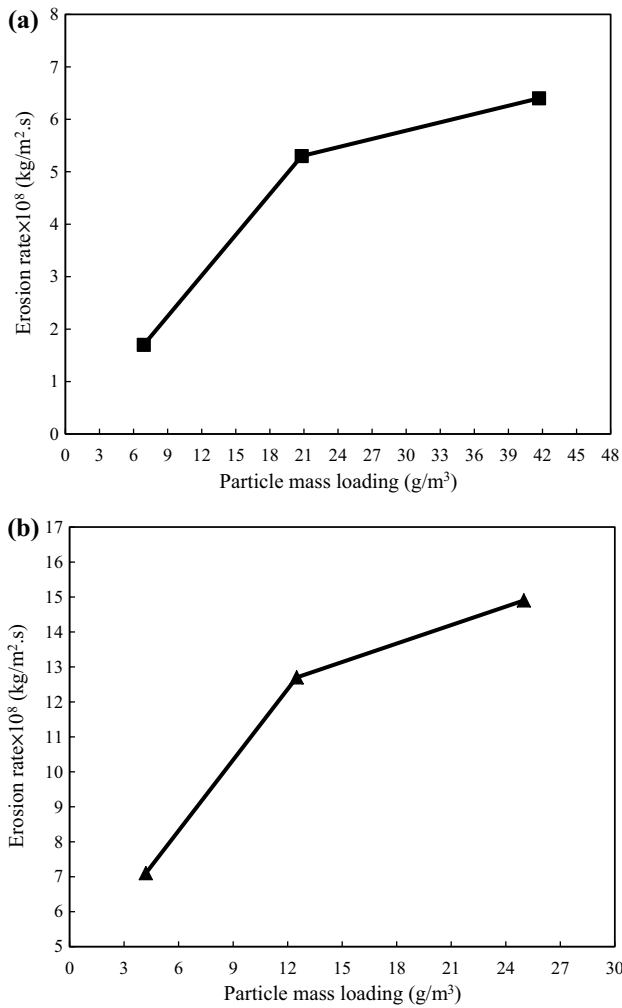 (a)
8
7
6
5
4
3
2
1
0
Erosion rate×10⁸ (kg/m².s)
0 3 6 9 12 15 18 21 24 27 30 33 36 39 42 45 48
Particle mass loading (g/m³)
(b)
17
16
15
14
13
12
11
10
9
8
7
6
5
Erosion rate×10⁸ (kg/m².s)
0 3 6 9 12 15 18 21 24 27 30
Particle mass loading (g/m³)